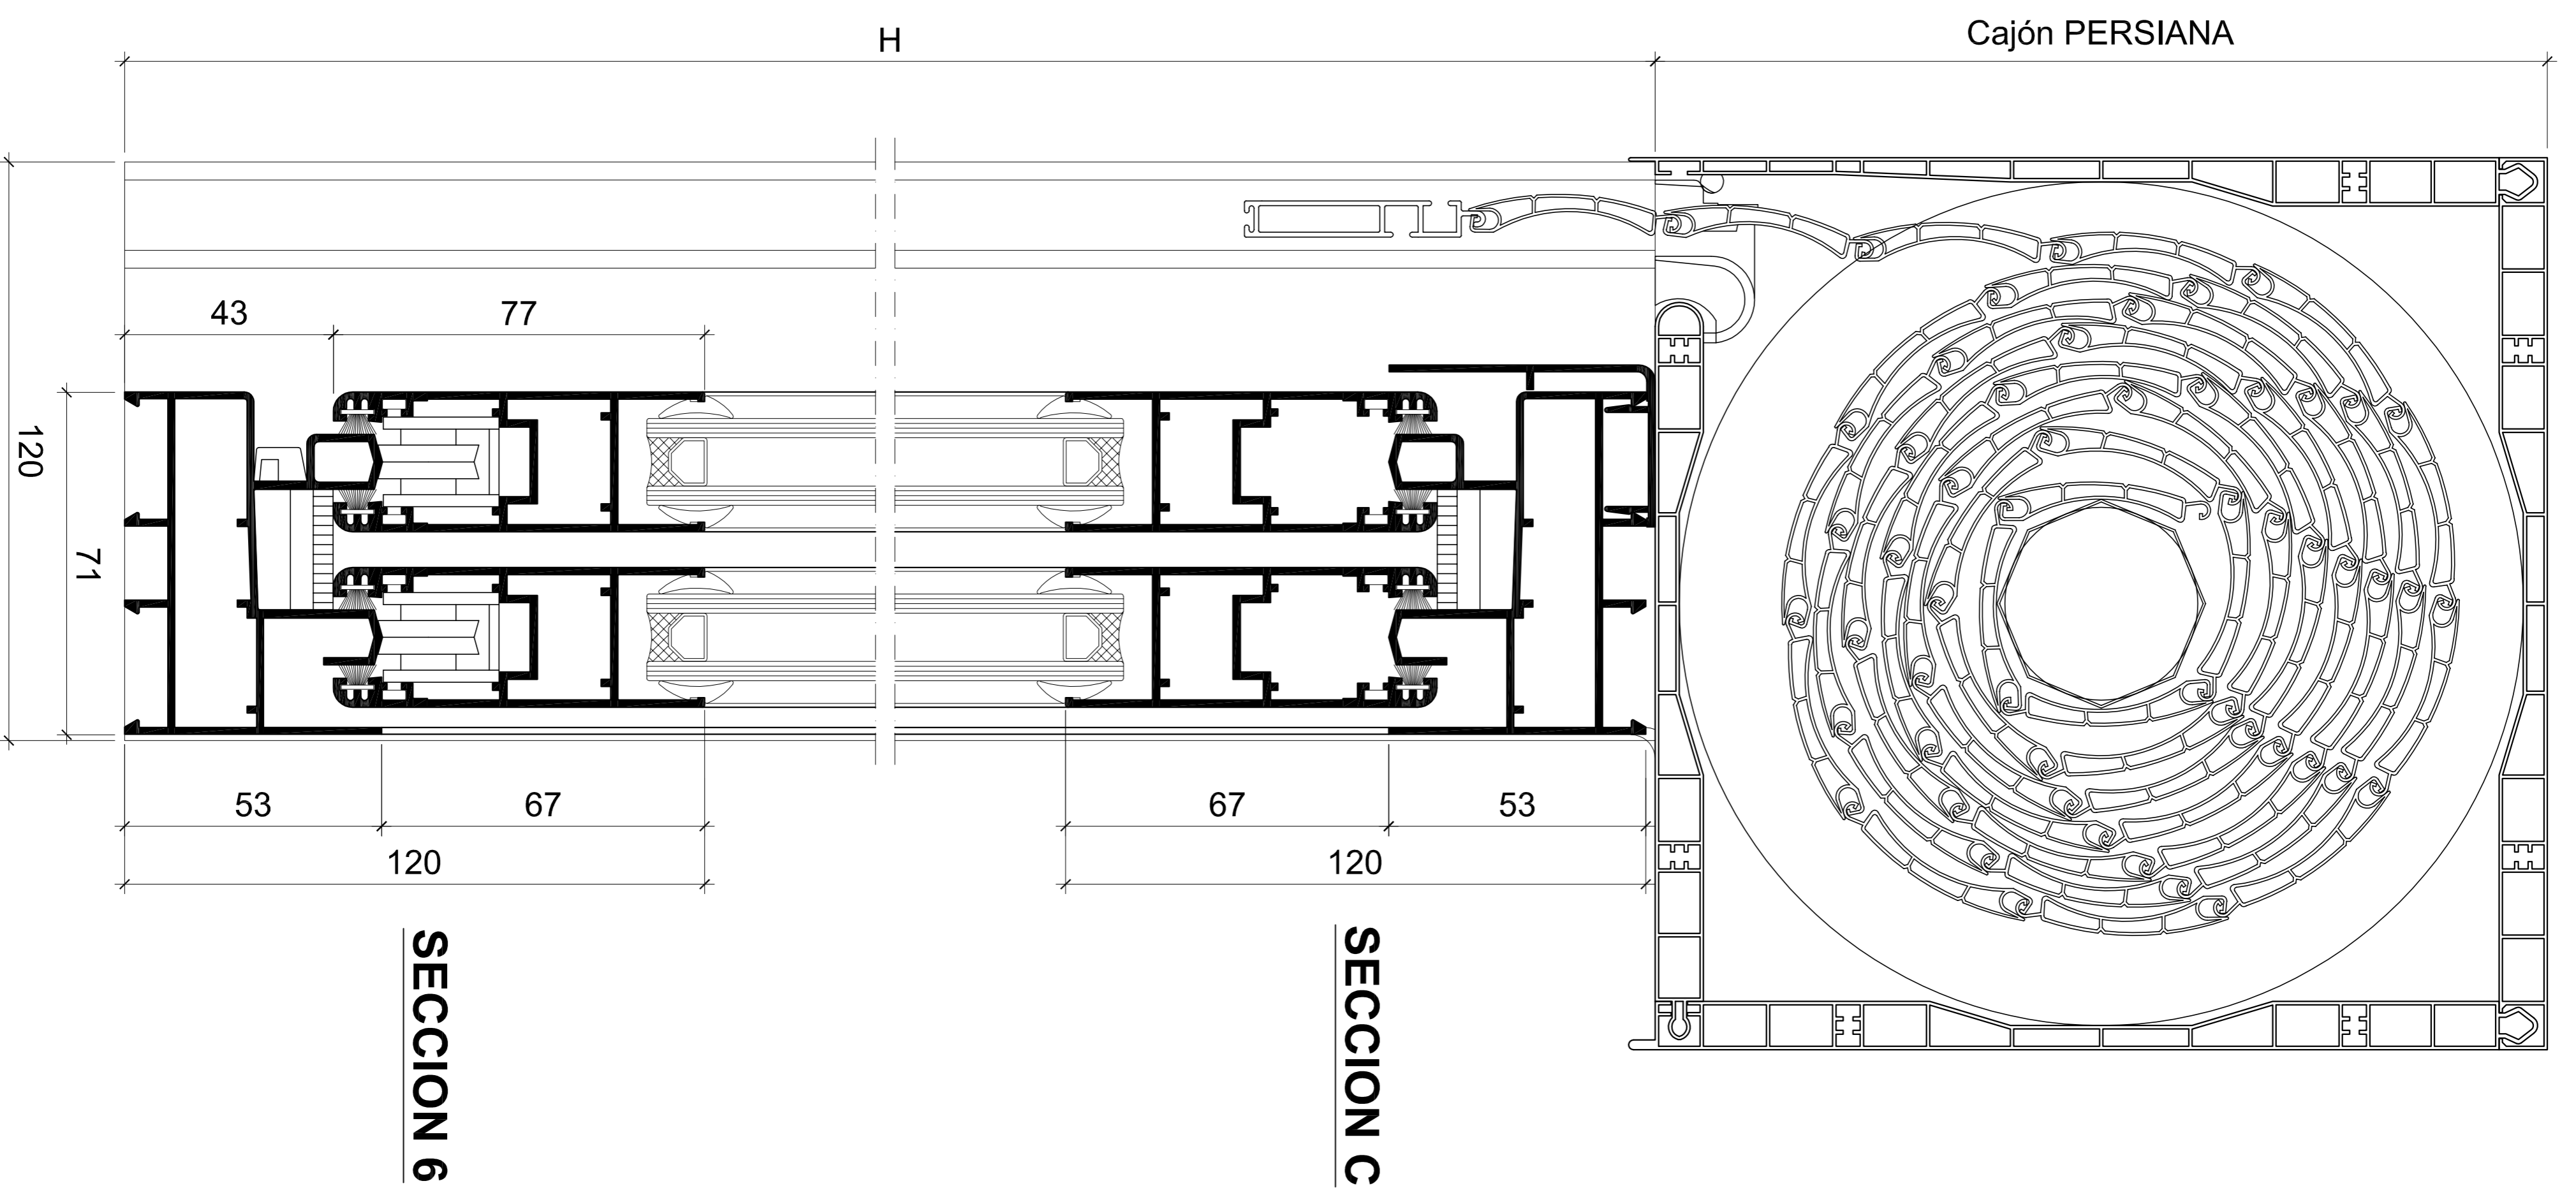 H
Cajón PERSIANA
43
77
120
71
53
67
67
53
120
120
SECCION 6
SECCION C